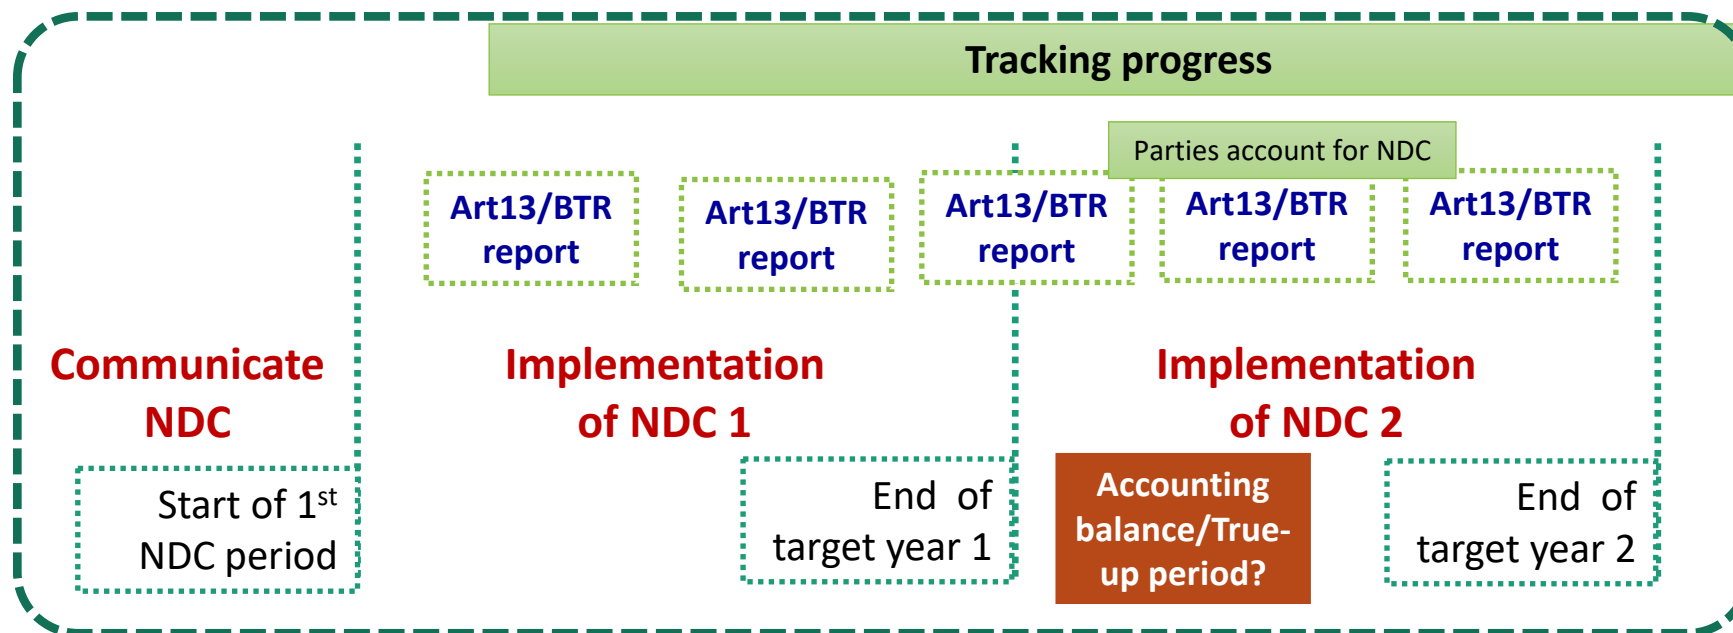 Tracking progress
Parties account for NDC
Art13/BTR
report
Art13/BTR
report
Art13/BTR
report
Art13/BTR
report
Art13/BTR
report
Communicate
NDC
Implementation
of NDC 1
Implementation
of NDC 2
Start of 1st
NDC period
End of
target year 1
Accounting
balance/True-
up period?
End of
target year 2